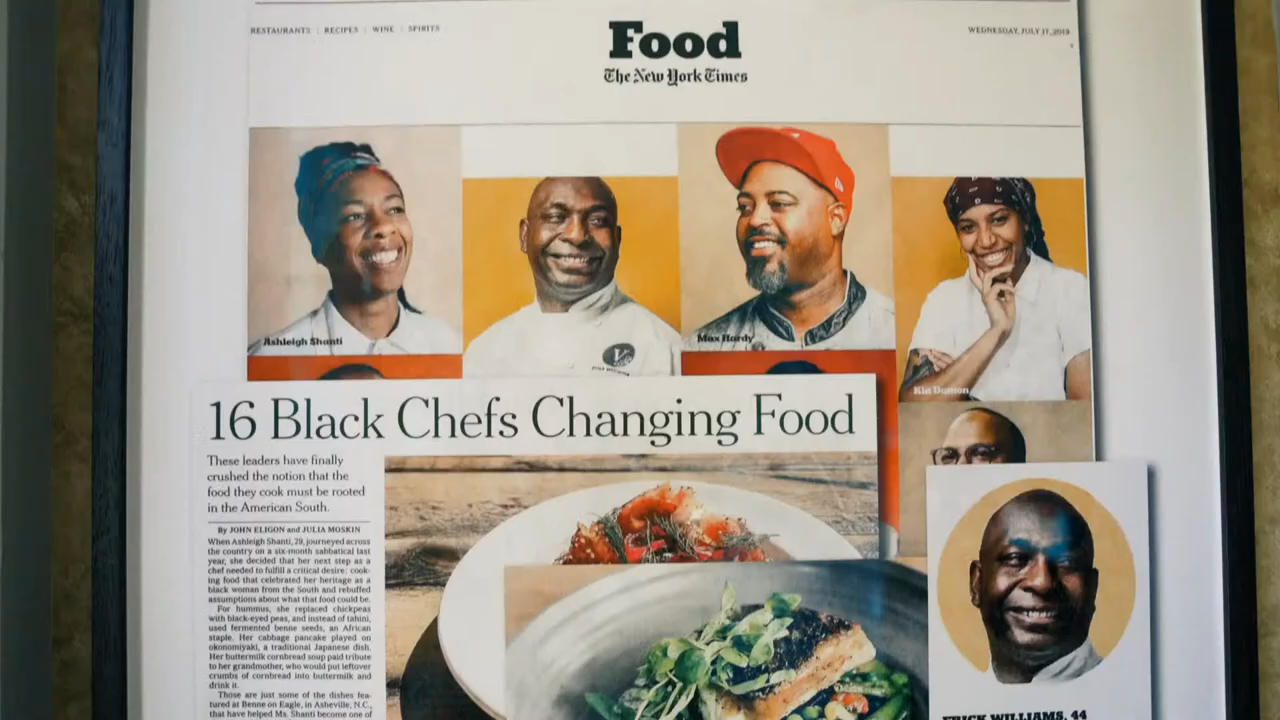 RESTAURANTS | RECIPES | WINE | SPIRITS
Food
The New York Times
WEDNESDAY, JULY 17, 2019
Ashleigh Shanti
Max Hardy
Kia Damon
16 Black Chefs Changing Food
These leaders have finally
crushed the notion that the
food they cook must be rooted
in the American South.
By JOHN ELIGON and JULIA MOSKIN
When Ashleigh Shanti, 29, journeyed across
the country on a six-month sabbatical last
year, she decided that her next step as a
chef needed to fulfill a critical desire: cook-
ing food that celebrated her heritage as a
black woman from the South and rebuffed
assumptions about what that food could be.
For hummus, she replaced chickpeas
with black-eyed peas, and instead of tahini,
used fermented benne seeds, an African
staple. Her cabbage pancake played on
okonomiyaki, a traditional Japanese dish.
Her buttermilk cornbread soup paid tribute
to her grandmother, who would put leftover
crumbs of cornbread into buttermilk and
drink it.
Those are just some of the dishes fea-
tured at Benne on Eagle, in Asheville, N.C.,
that have helped Ms. Shanti become one of
ERICK WILLIAMS, 44